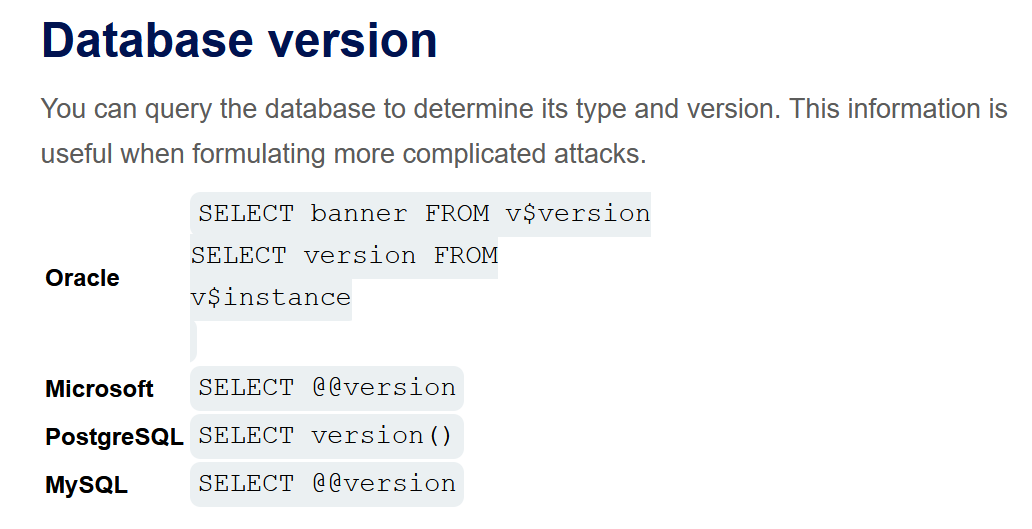 Database version
You can query the database to determine its type and version. This information is
useful when formulating more complicated attacks.
Oracle
SELECT banner FROM v$version
SELECT version FROM
v$instance
Microsoft SELECT @@version
PostgreSQL SELECT version()
MySQL SELECT @@version